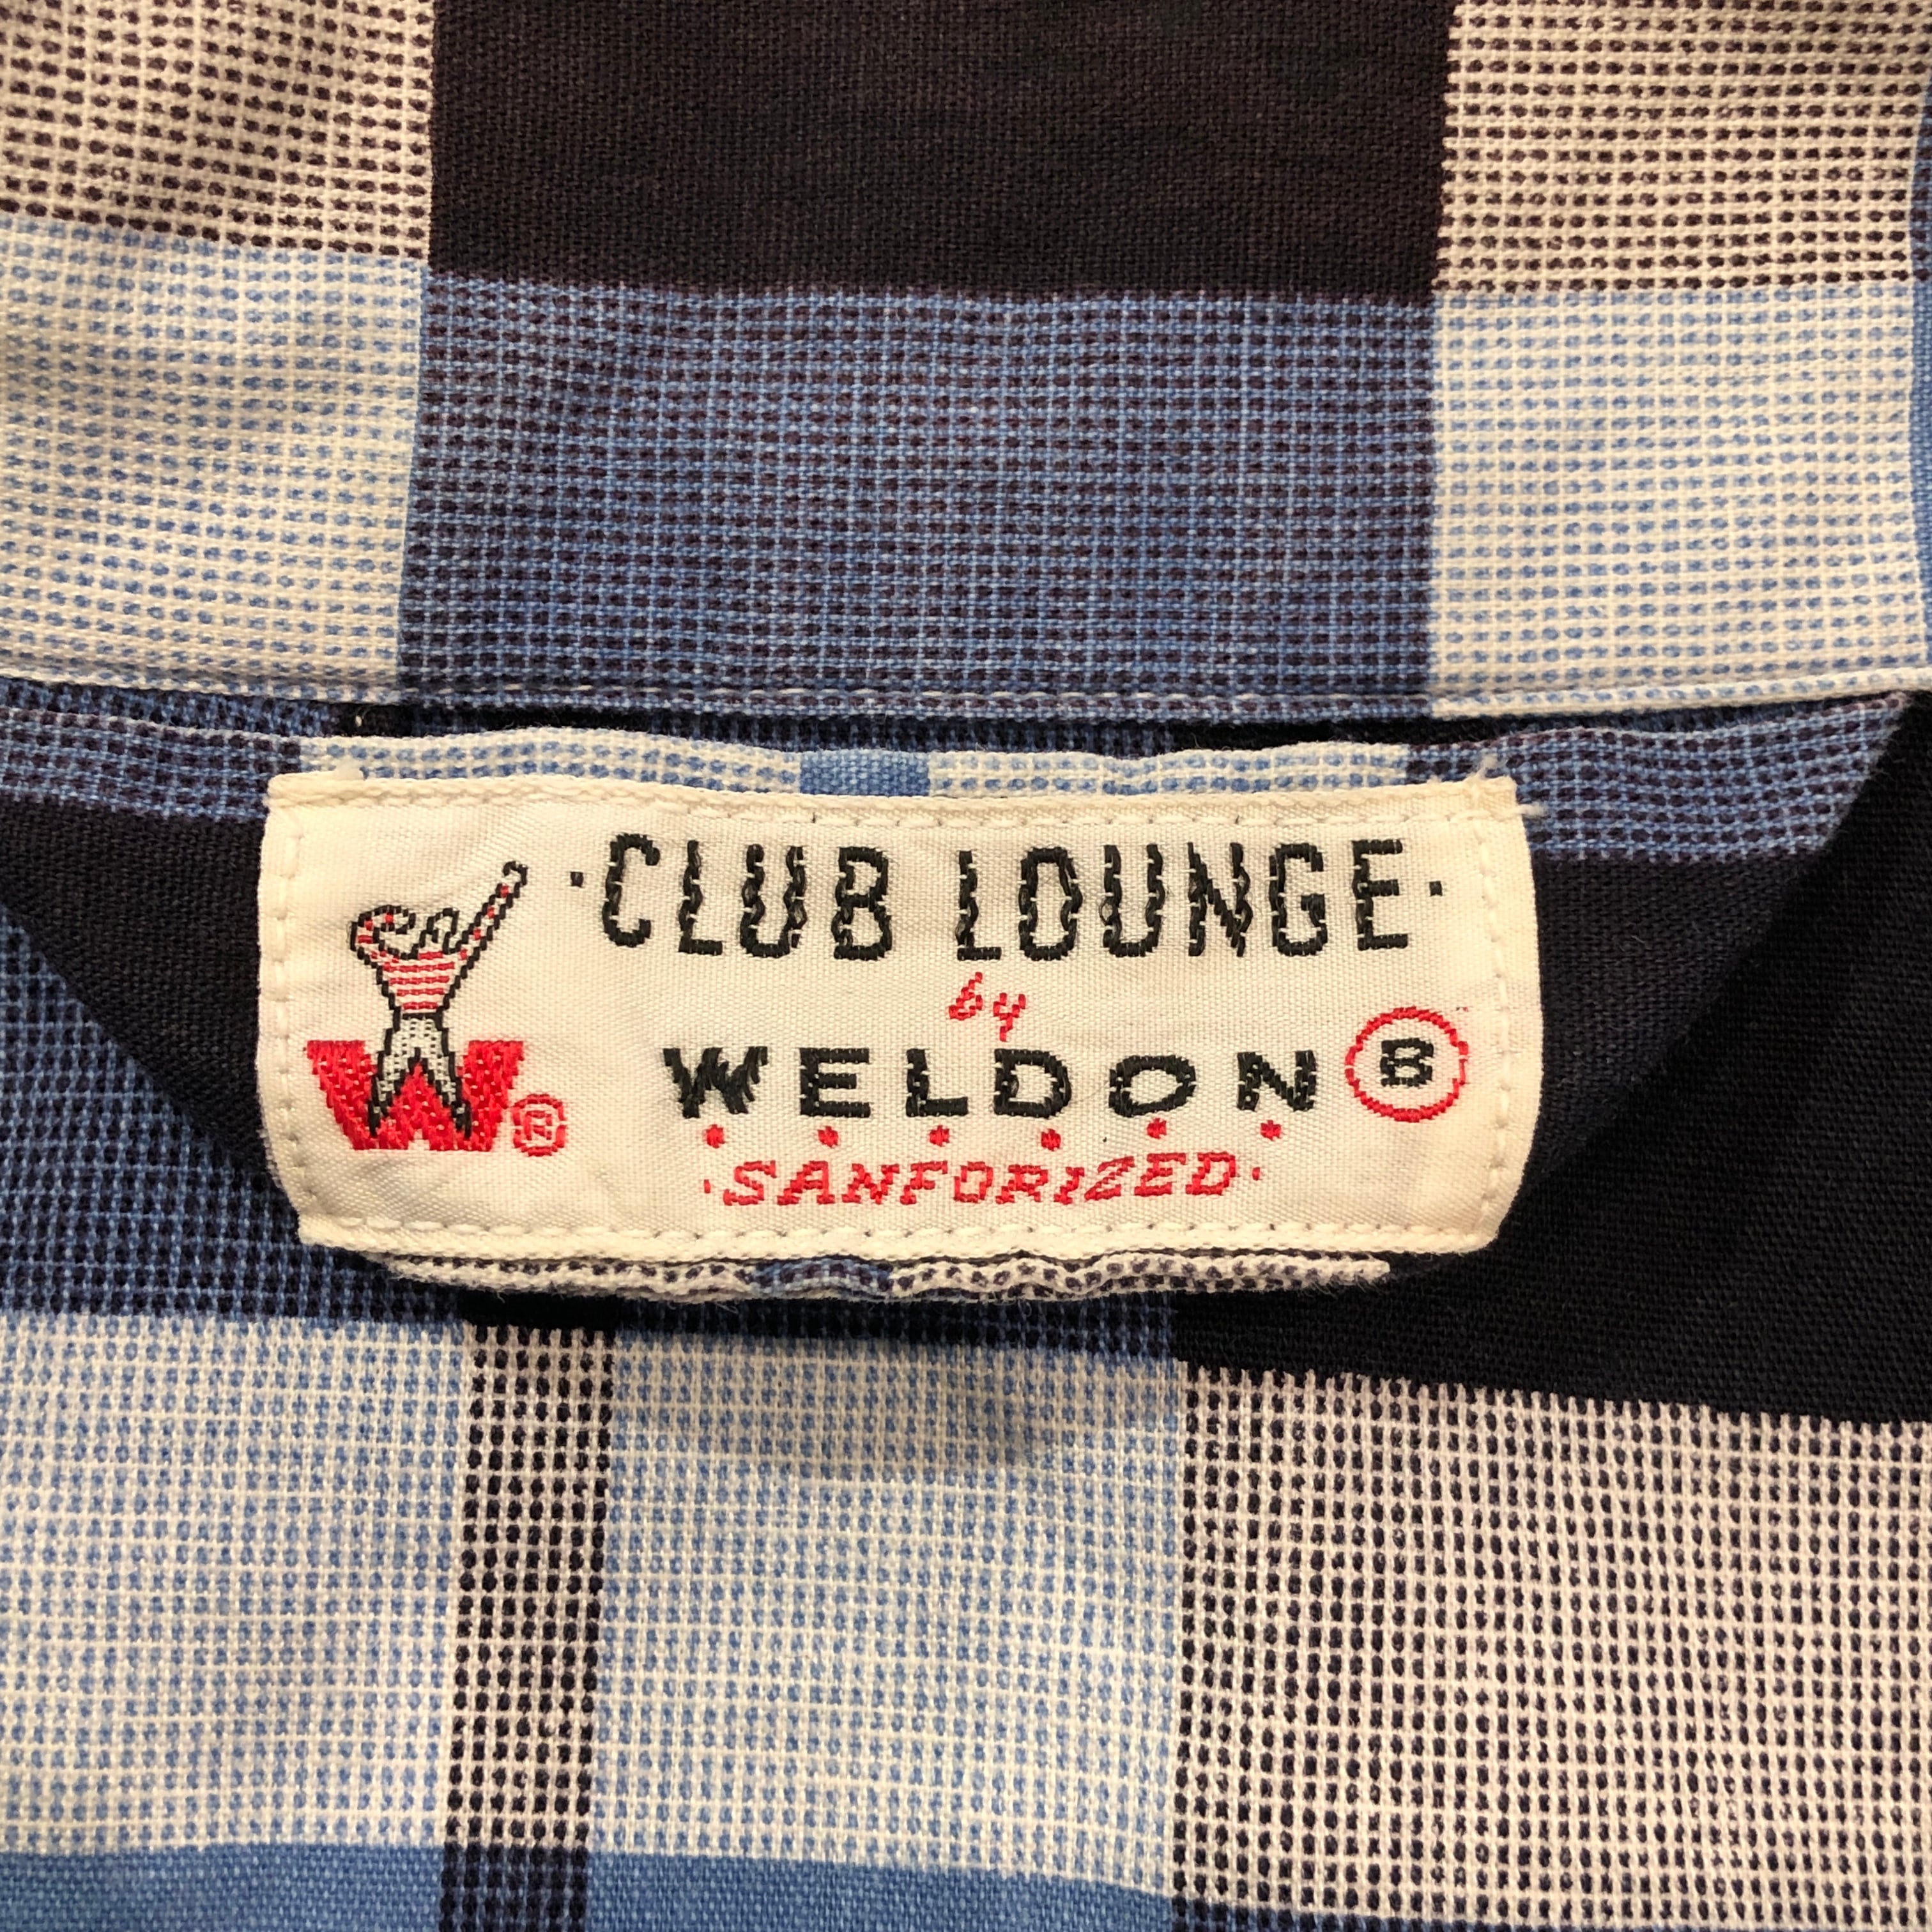 ·CLUB LOUNGE·
by
WELDON B
·SANFORIZED·
W ®